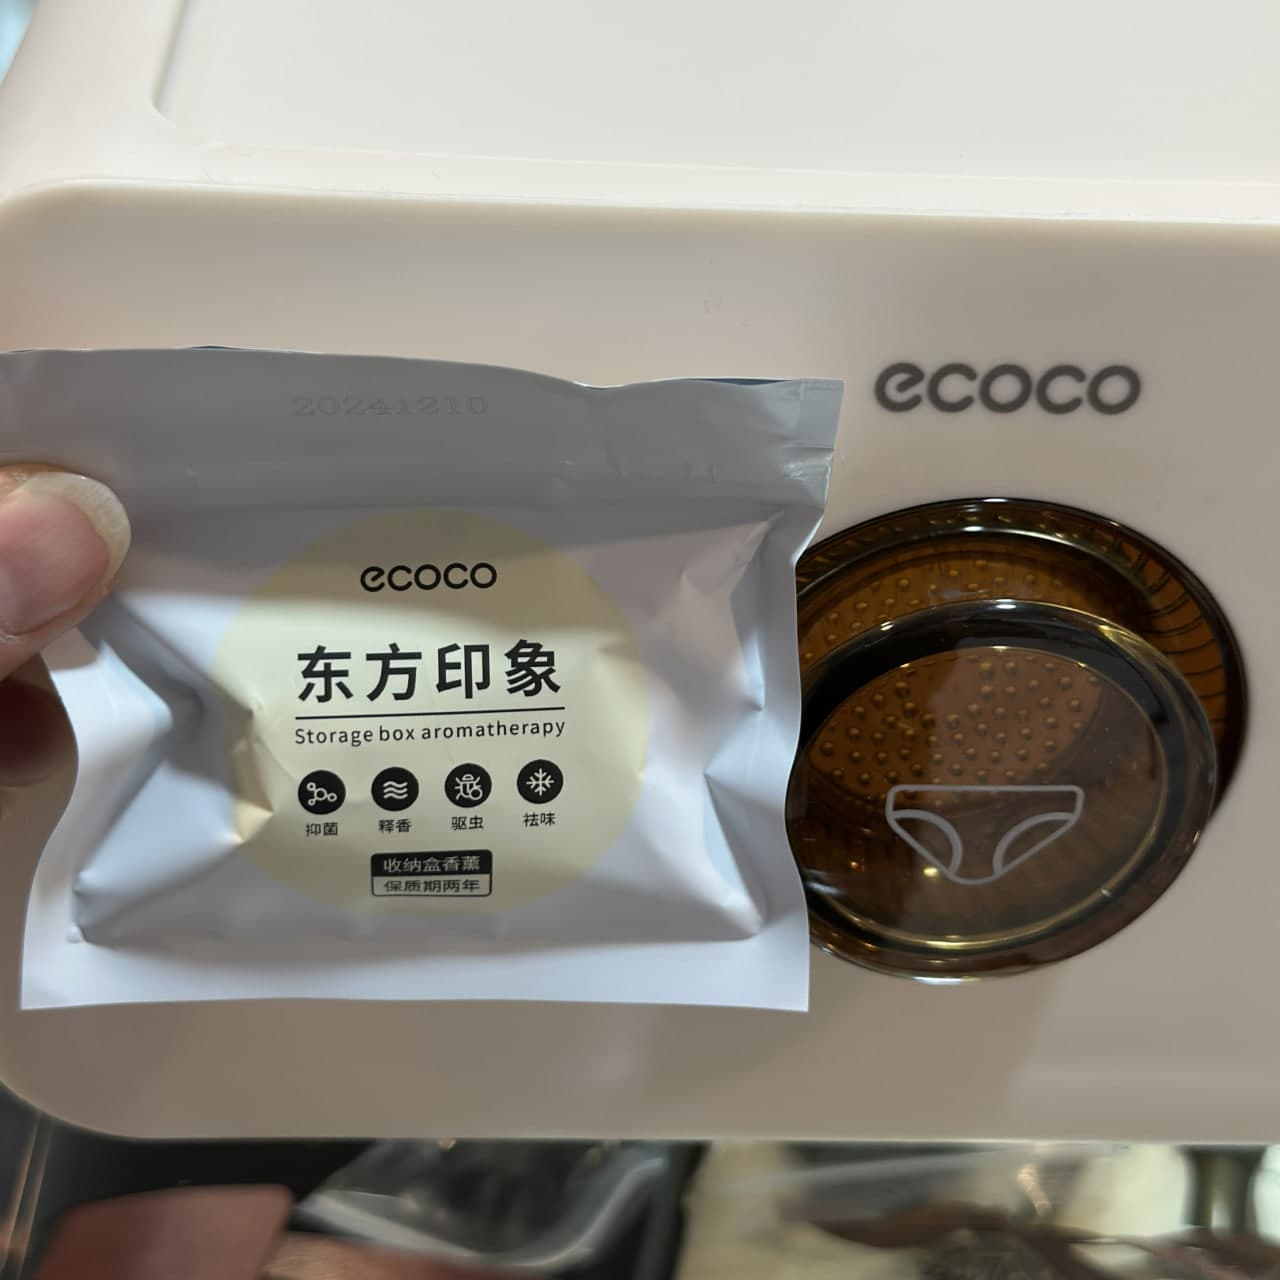 20241210
ecoco
ecoco
东方印象
Storage box aromatherapy
抑菌 释香 驱虫 祛味
收纳盒香薰
保质期两年